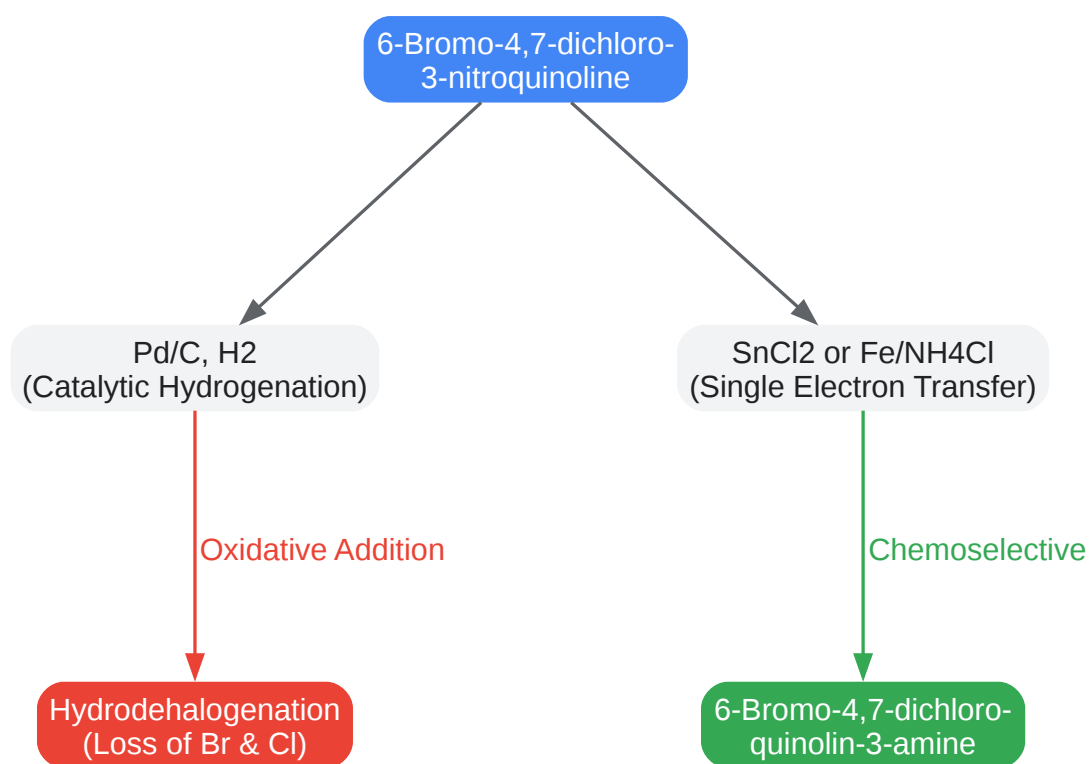 6-Bromo-4,7-dichloro-
3-nitroquinoline
Pd/C, H2
(Catalytic Hydrogenation)
SnCl2 or Fe/NH4Cl
(Single Electron Transfer)
Oxidative Addition
Chemoselective
Hydrodehalogenation
(Loss of Br & Cl)
6-Bromo-4,7-dichloro-
quinolin-3-amine